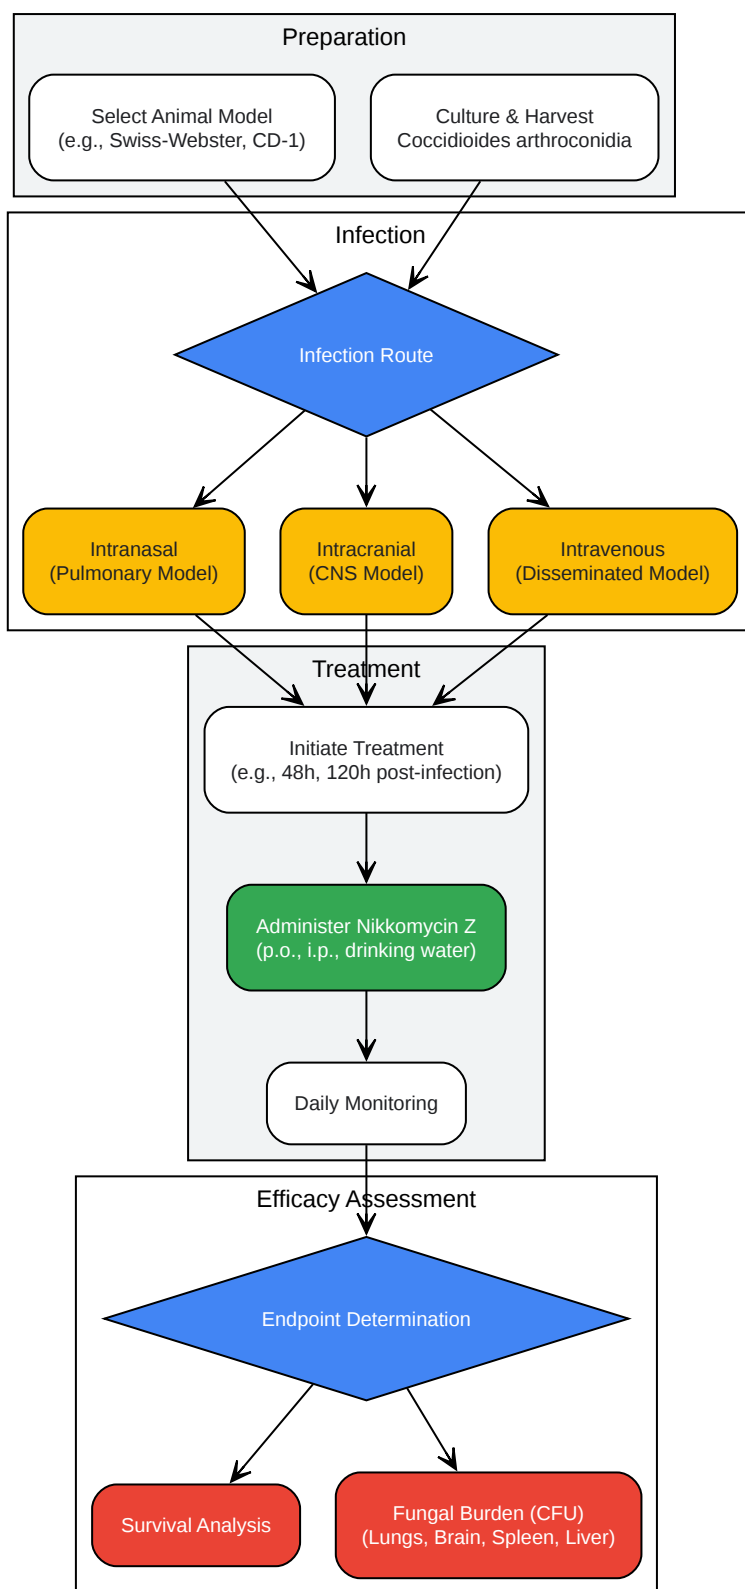 Preparation
Select Animal Model
(e.g., Swiss-Webster, CD-1)
Culture & Harvest
Coccidioides arthroconidia
Infection
Infection Route
Intranasal
(Pulmonary Model)
Intracranial
(CNS Model)
Intravenous
(Disseminated Model)
Treatment
Initiate Treatment
(e.g., 48h, 120h post-infection)
Administer Nikkomycin Z
(p.o., i.p., drinking water)
Daily Monitoring
Efficacy Assessment
Endpoint Determination
Survival Analysis
Fungal Burden (CFU)
(Lungs, Brain, Spleen, Liver)